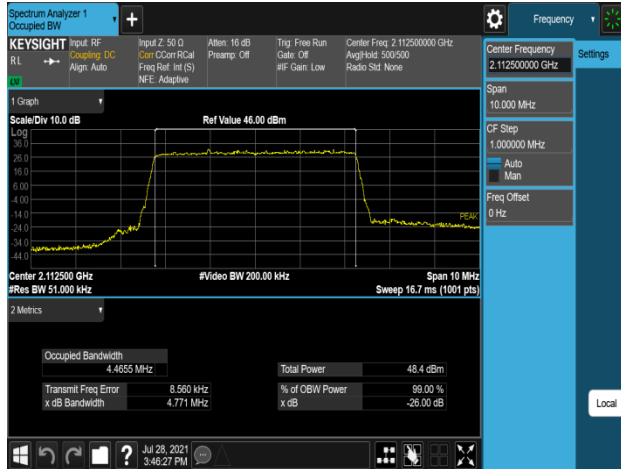 Spectrum Analyzer 1
Occupied BW
+
Frequency
KEYSIGHT
RL
Input: RF
Coupling: DC
Align: Auto
Input Z: 50 Ω
Corr CCorr RCal
Freq Ref: Int (S)
NFE: Adaptive
Atten: 16 dB
Preamp: Off
Trig: Free Run
Gate: Off
#IF Gain: Low
Center Freq: 2.112500000 GHz
Avg|Hold: 500/500
Radio Std: None
Center Frequency
2.112500000 GHz
Settings
Span
10.000 MHz
CF Step
1.000000 MHz
Auto
Man
Freq Offset
0 Hz
Local
1 Graph
Scale/Div 10.0 dB
Ref Value 46.00 dBm
Log
36.0
26.0
16.0
6.00
-4.00
-14.0
-24.0
-34.0
-44.0
PEAK
Center 2.112500 GHz
#Video BW 200.00 kHz
Span 10 MHz
#Res BW 51.000 kHz
Sweep 16.7 ms (1001 pts)
2 Metrics
Occupied Bandwidth
4.4655 MHz
Total Power 48.4 dBm
Transmit Freq Error 8.560 kHz
% of OBW Power 99.00 %
x dB Bandwidth 4.771 MHz
x dB -26.00 dB
?
Jul 28, 2021
3:46:27 PM